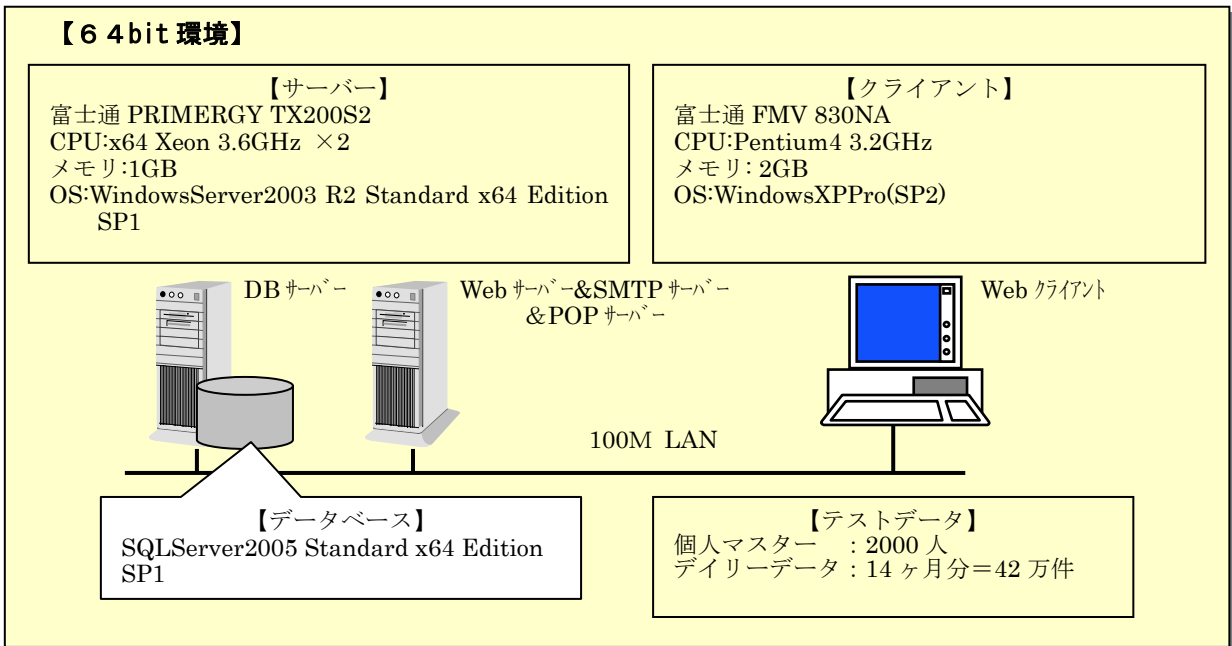 【６４bit 環境】
【サーバー】
富士通 PRIMERGY TX200S2
CPU:x64 Xeon 3.6GHz ×2
メモリ:1GB
OS:WindowsServer2003 R2 Standard x64 Edition
SP1
【クライアント】
富士通 FMV 830NA
CPU:Pentium4 3.2GHz
メモリ: 2GB
OS:WindowsXPPro(SP2)
DB ｻｰﾊﾞｰ
Web ｻｰﾊﾞｰ&SMTP ｻｰﾊﾞｰ
&POP ｻｰﾊﾞｰ
Web ｸﾗｲｱﾝﾄ
100M LAN
【データベース】
SQLServer2005 Standard x64 Edition
SP1
【テストデータ】
個人マスター　：2000 人
デイリーデータ：14 ヶ月分＝42 万件